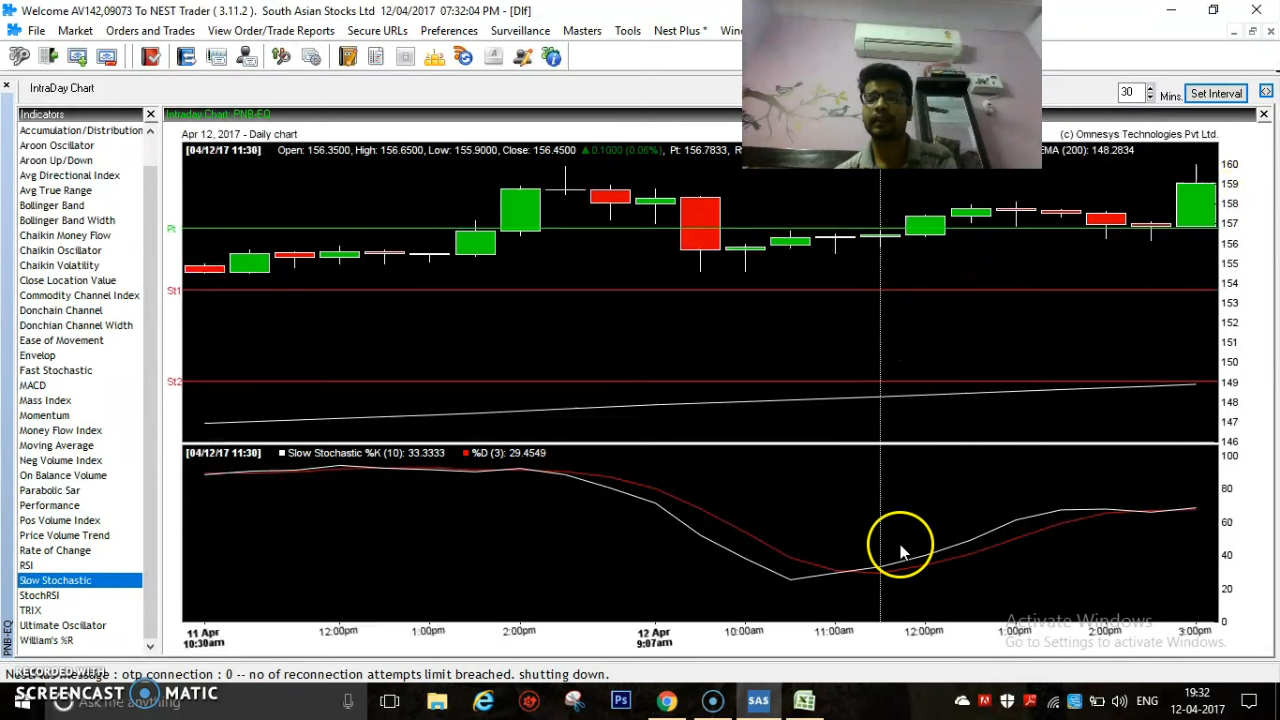 Welcome AV142,09073 To NEST Trader ( 3.11.2 ). South Asian Stocks Ltd 12/04/2017 07:32:04 PM - [Dlf]
File Market Orders and Trades View Order/Trade Reports Secure URLs Preferences Surveillance Masters Tools Nest Plus
IntraDay Chart 30 Mins. Set Interval
Indicators
Accumulation/Distribution
Aroon Oscillator
Aroon Up/Down
Avg Directional Index
Avg True Range
Bollinger Band
Bollinger Band Width
Chaikin Money Flow
Chaikin Oscillator
Chaikin Volatility
Close Location Value
Commodity Channel Index
Donchain Channel
Donchian Channel Width
Ease of Movement
Envelop
Fast Stochastic
MACD
Mass Index
Momentum
Money Flow Index
Moving Average
Neg Volume Index
On Balance Volume
Parabolic Sar
Performance
Pos Volume Index
Price Volume Trend
Rate of Change
RSI
Slow Stochastic
StochRSI
TRIX
Ultimate Oscillator
William's %R
PNB-EQ
Intraday Chart: PNB-EQ
Apr 12, 2017 - Daily chart (c) Omnesys Technologies Pvt Ltd.
[04/12/17 11:30] Open: 156.3500, High: 156.6500, Low: 155.9000, Close: 156.4500 ▲0.1000 (0.06%), Pt: 156.7833, EMA (200): 148.2834
Pt
St1
St2
160
159
158
157
156
155
154
153
152
151
150
149
148
147
146
[04/12/17 11:30] Slow Stochastic %K (10): 33.3333 %D (3): 29.4549
100
80
60
40
20
0
11 Apr 12:00pm 1:00pm 2:00pm 12 Apr 10:00am 11:00am 12:00pm 1:00pm 2:00pm 3:00pm
10:30am 9:07am
Activate Windows
Go to Settings to activate Windows.
message : otp connection : 0 -- no of reconnection attempts limit breached. shutting down.
RECORDED WITH
SCREENCAST MATIC
Ask me anything
Ps
SAS
ENG
19:32
12-04-2017